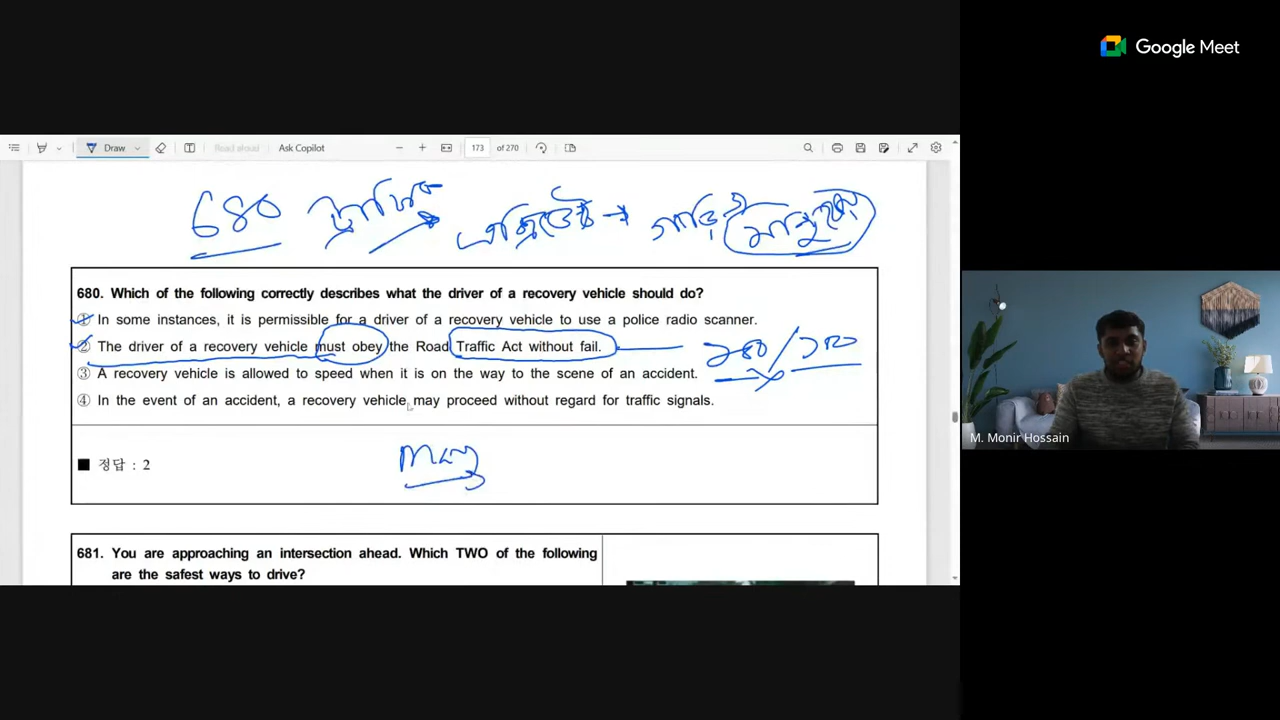 Google Meet
Draw
Read aloud
Ask Copilot
173
of 270
680
680. Which of the following correctly describes what the driver of a recovery vehicle should do?
① In some instances, it is permissible for a driver of a recovery vehicle to use a police radio scanner.
② The driver of a recovery vehicle must obey the Road Traffic Act without fail.
③ A recovery vehicle is allowed to speed when it is on the way to the scene of an accident.
④ In the event of an accident, a recovery vehicle may proceed without regard for traffic signals.
■ 정답 : 2
may
681. You are approaching an intersection ahead. Which TWO of the following
are the safest ways to drive?
M. Monir Hossain